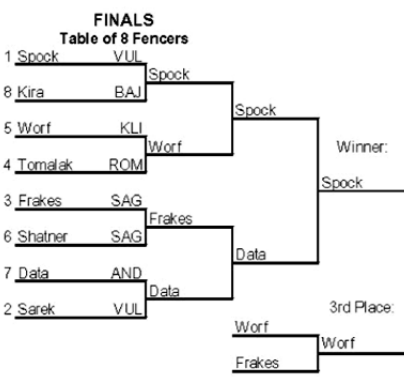 FINALS
Table of 8 Fencers
1 Spock VUL
Spock
8 Kira BAJ
Spock
5 Worf KLI
Worf
Winner:
4 Tomalak ROM
Spock
3 Frakes SAG
Frakes
6 Shatner SAG
Data
7 Data AND
Data
2 Sarek VUL
3rd Place:
Worf
Worf
Frakes